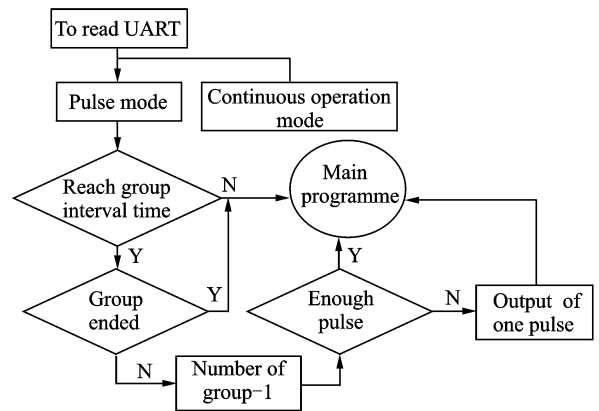 To read UART
Pulse mode
Continuous operation
mode
Reach group
interval time
N
Main
programme
Y
Group
ended
Y
Y
Enough
pulse
N
Output of
one pulse
N
Number of
group−1